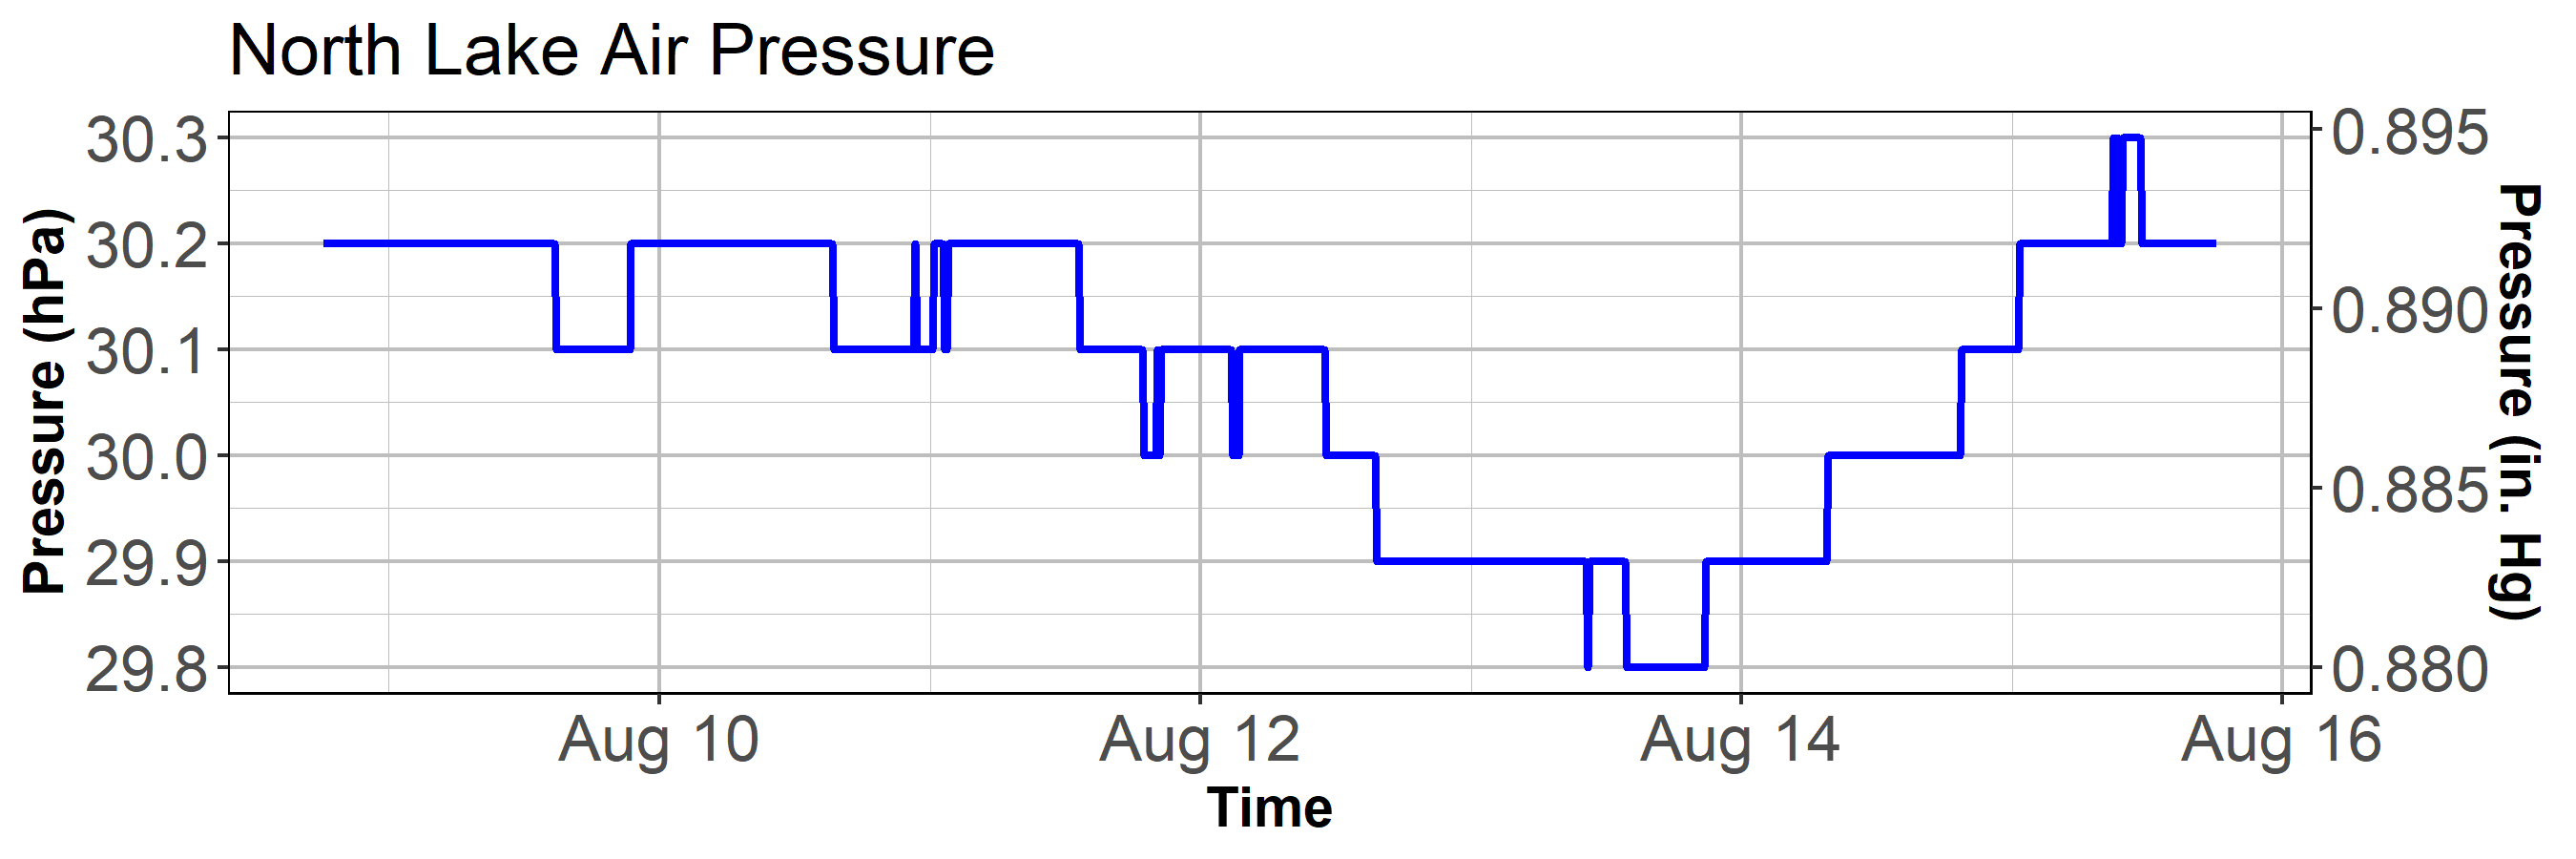 North Lake Air Pressure
Pressure (hPa)
30.3
30.2
30.1
30.0
29.9
29.8
0.895
0.890
0.885
0.880
Pressure (in. Hg)
Aug 10
Aug 12
Aug 14
Aug 16
Time